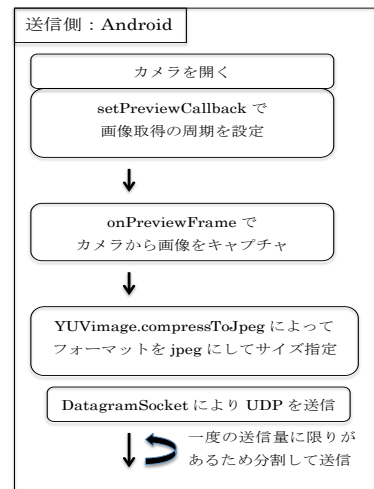 送信側：Android
カメラを開く
setPreviewCallback で
画像取得の周期を設定
onPreviewFrame で
カメラから画像をキャプチャ
YUVimage.compressToJpeg によって
フォーマットを jpeg にしてサイズ指定
DatagramSocket により UDP を送信
一度の送信量に限りが
あるため分割して送信